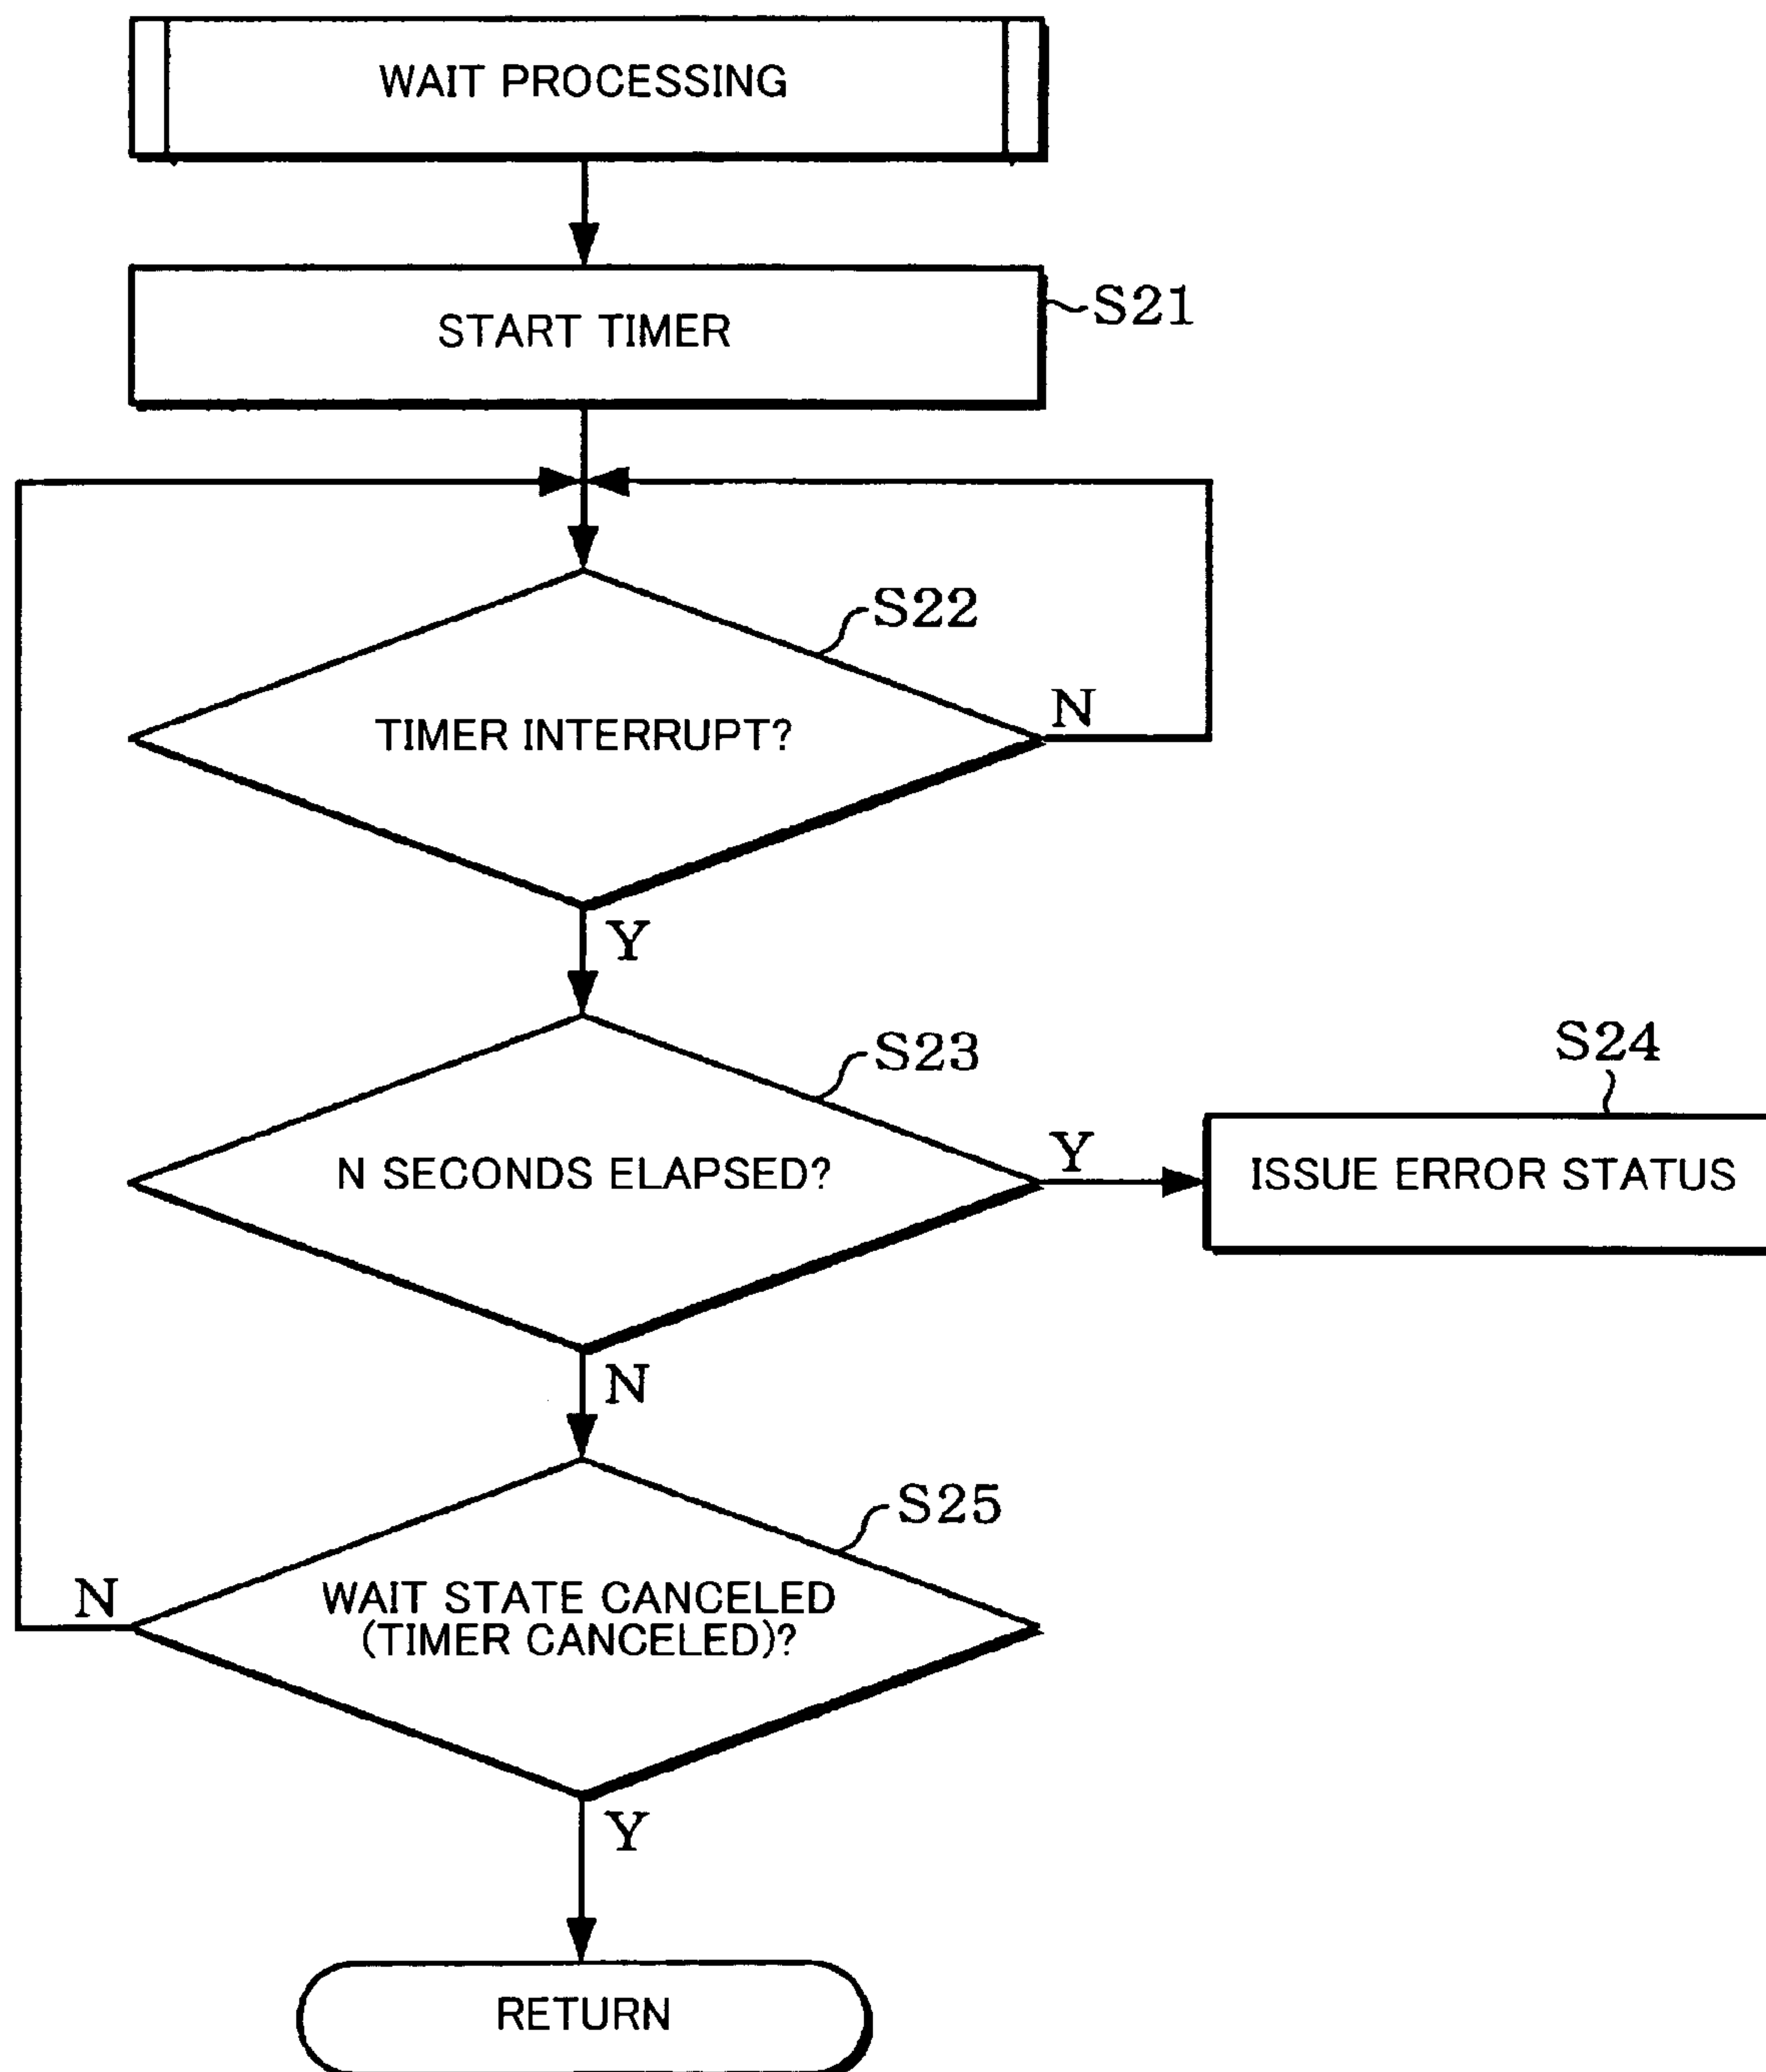 WAIT PROCESSING
START TIMER
S21
S22
TIMER INTERRUPT?
N
Y
S23
N SECONDS ELAPSED?
Y
S24
ISSUE ERROR STATUS
N
S25
WAIT STATE CANCELED
(TIMER CANCELED)?
N
Y
RETURN